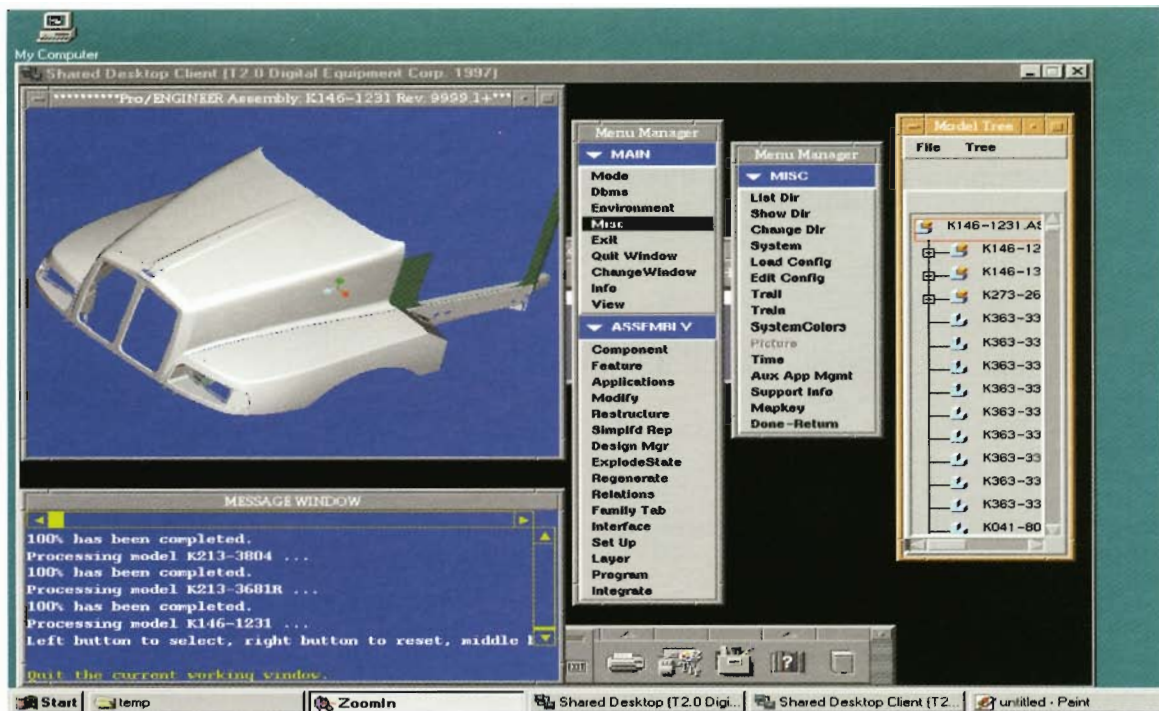 My Computer
Shared Desktop Client (T2.0 Digital Equipment Corp. 1997)
**********Pro/ENGINEER Assembly: K146-1231 Rev: 9999 1+***
Menu Manager
MAIN
Mode
Dbms
Environment
Misc
Exit
Quit Window
ChangeWindow
Info
View
ASSEMBLY
Component
Feature
Applications
Modify
Restructure
Simplfd Rep
Design Mgr
ExplodeState
Regenerate
Relations
Family Tab
Interface
Set Up
Layer
Program
Integrate
Menu Manager
MISC
List Dir
Show Dir
Change Dir
System
Load Config
Edit Config
Trail
Train
SystemColors
Picture
Time
Aux App Mgmt
Support Info
Mapkey
Done-Return
Model Tree
File Tree
K146-1231.AS
K146-12
K146-13
K273-26
K363-33
K363-33
K363-33
K363-33
K363-33
K363-33
K363-33
K363-33
K363-33
K041-80
MESSAGE WINDOW
100% has been completed.
Processing model K213-3804 ...
100% has been completed.
Processing model K213-3681R ...
100% has been completed.
Processing model K146-1231 ...
Left button to select, right button to reset, middle
Quit the current working window.
Start
temp
ZoomIn
Shared Desktop (T2.0 Digi...
Shared Desktop Client (T2...
untitled - Paint